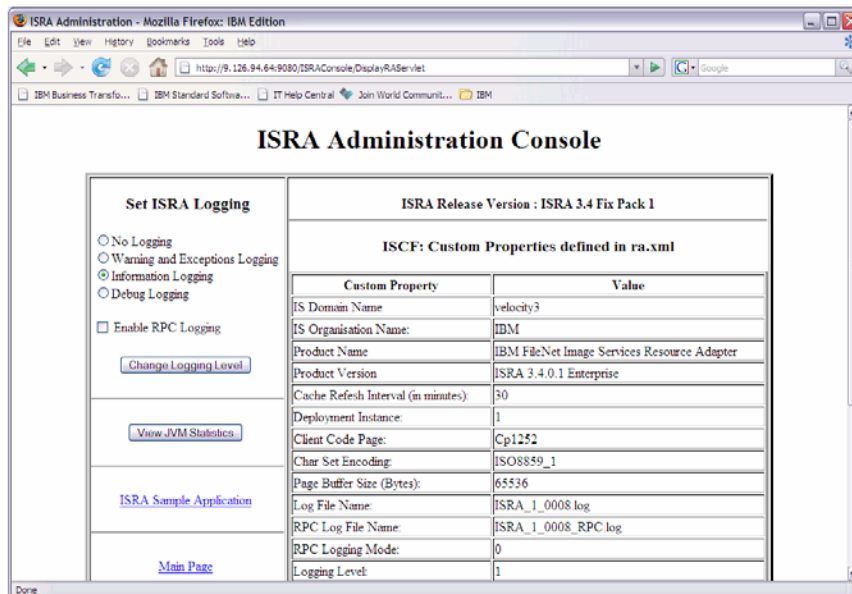 ISRA Administration - Mozilla Firefox: IBM Edition
File Edit View History Bookmarks Tools Help
http://9.126.94.64:9080/ISRAConsole/DisplayRAServlet
Google
IBM Business Transfo... IBM Standard Softwa... IT Help Central Join World Communit... IBM
ISRA Administration Console
Set ISRA Logging
No Logging
Warning and Exceptions Logging
Information Logging
Debug Logging
Enable RPC Logging
Change Logging Level
View JVM Statistics
ISRA Sample Application
Main Page
ISRA Release Version : ISRA 3.4 Fix Pack 1
ISCF: Custom Properties defined in ra.xml
Custom Property Value
IS Domain Name velocity3
IS Organisation Name: IBM
Product Name IBM FileNet Image Services Resource Adapter
Product Version ISRA 3.4.0.1 Enterprise
Cache Refesh Interval (in minutes): 30
Deployment Instance: 1
Client Code Page: Cp1252
Char Set Encoding: ISO8859_1
Page Buffer Size (Bytes): 65536
Log File Name: ISRA_1_0008.log
RPC Log File Name: ISRA_1_0008_RPC.log
RPC Logging Mode: 0
Logging Level: 1
Done